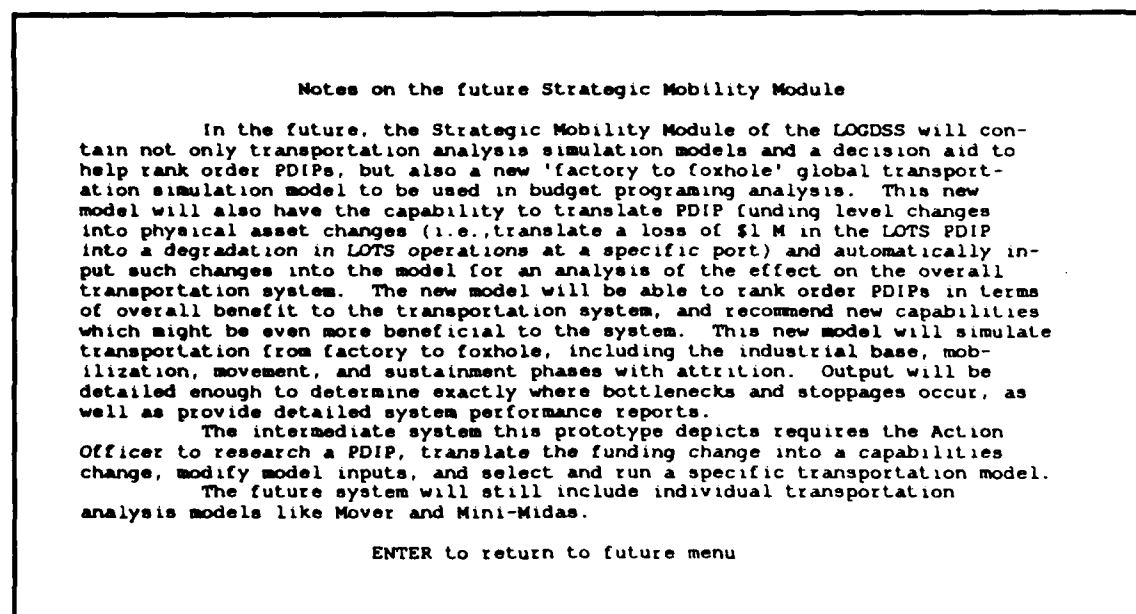 Notes on the future Strategic Mobility Module
In the future, the Strategic Mobility Module of the LOGDSS will con-
tain not only transportation analysis simulation models and a decision aid to
help rank order PDIPs, but also a new 'factory to foxhole' global transport-
ation simulation model to be used in budget programing analysis. This new
model will also have the capability to translate PDIP funding level changes
into physical asset changes (i.e.,translate a loss of $1 M in the LOTS PDIP
into a degradation in LOTS operations at a specific port) and automatically in-
put such changes into the model for an analysis of the effect on the overall
transportation system. The new model will be able to rank order PDIPs in terms
of overall benefit to the transportation system, and recommend new capabilities
which might be even more beneficial to the system. This new model will simulate
transportation from factory to foxhole, including the industrial base, mob-
ilization, movement, and sustainment phases with attrition. Output will be
detailed enough to determine exactly where bottlenecks and stoppages occur, as
well as provide detailed system performance reports.
The intermediate system this prototype depicts requires the Action
Officer to research a PDIP, translate the funding change into a capabilities
change, modify model inputs, and select and run a specific transportation model.
The future system will still include individual transportation
analysis models like Mover and Mini-Midas.
ENTER to return to future menu